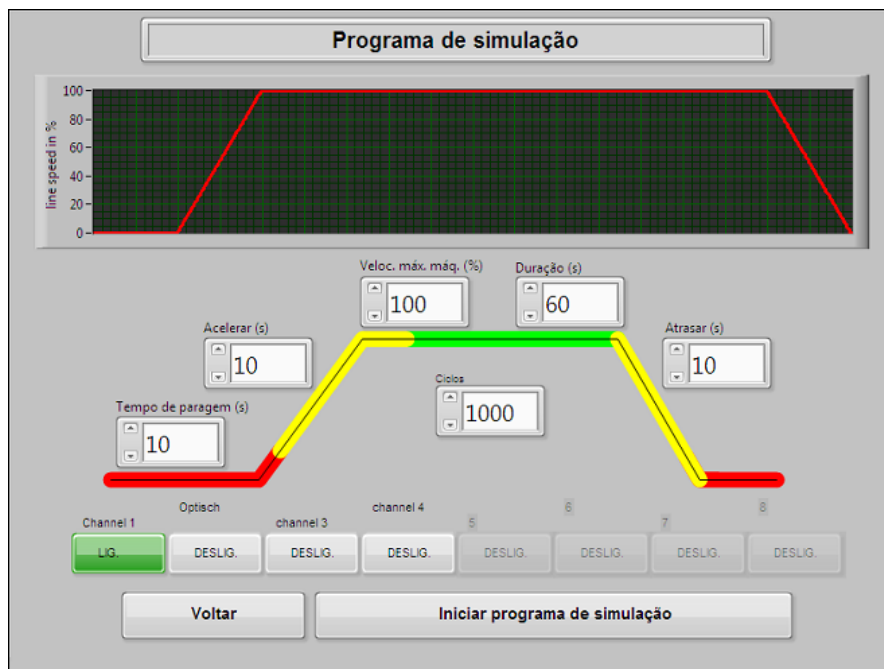 Programa de simulação
line speed in %
100
80
60
40
20
0
Veloc. máx. máq. (%)
100
Duração (s)
60
Acelerar (s)
10
Atrasar (s)
10
Ciclos
1000
Tempo de paragem (s)
10
Channel 1
Optisch
channel 3
channel 4
5
6
7
8
LIG.
DESLIG.
DESLIG.
DESLIG.
DESLIG.
DESLIG.
DESLIG.
DESLIG.
Voltar
Iniciar programa de simulação